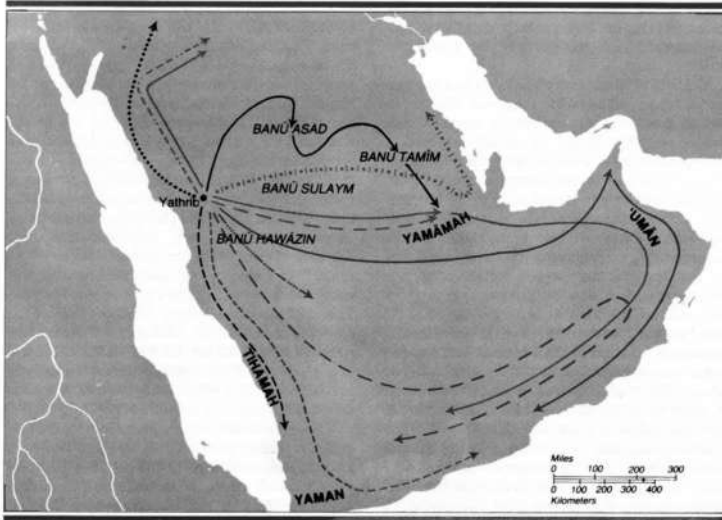 BANŪ ASAD
BANŪ TAMĪM
BANŪ SULAYM
Yathrib
YAMĀMAH
ʿUMĀN
BANŪ HAWĀZIN
TIHĀMAH
YAMAN
Miles
0 100 200 300
0 100 200 300 400
Kilometers